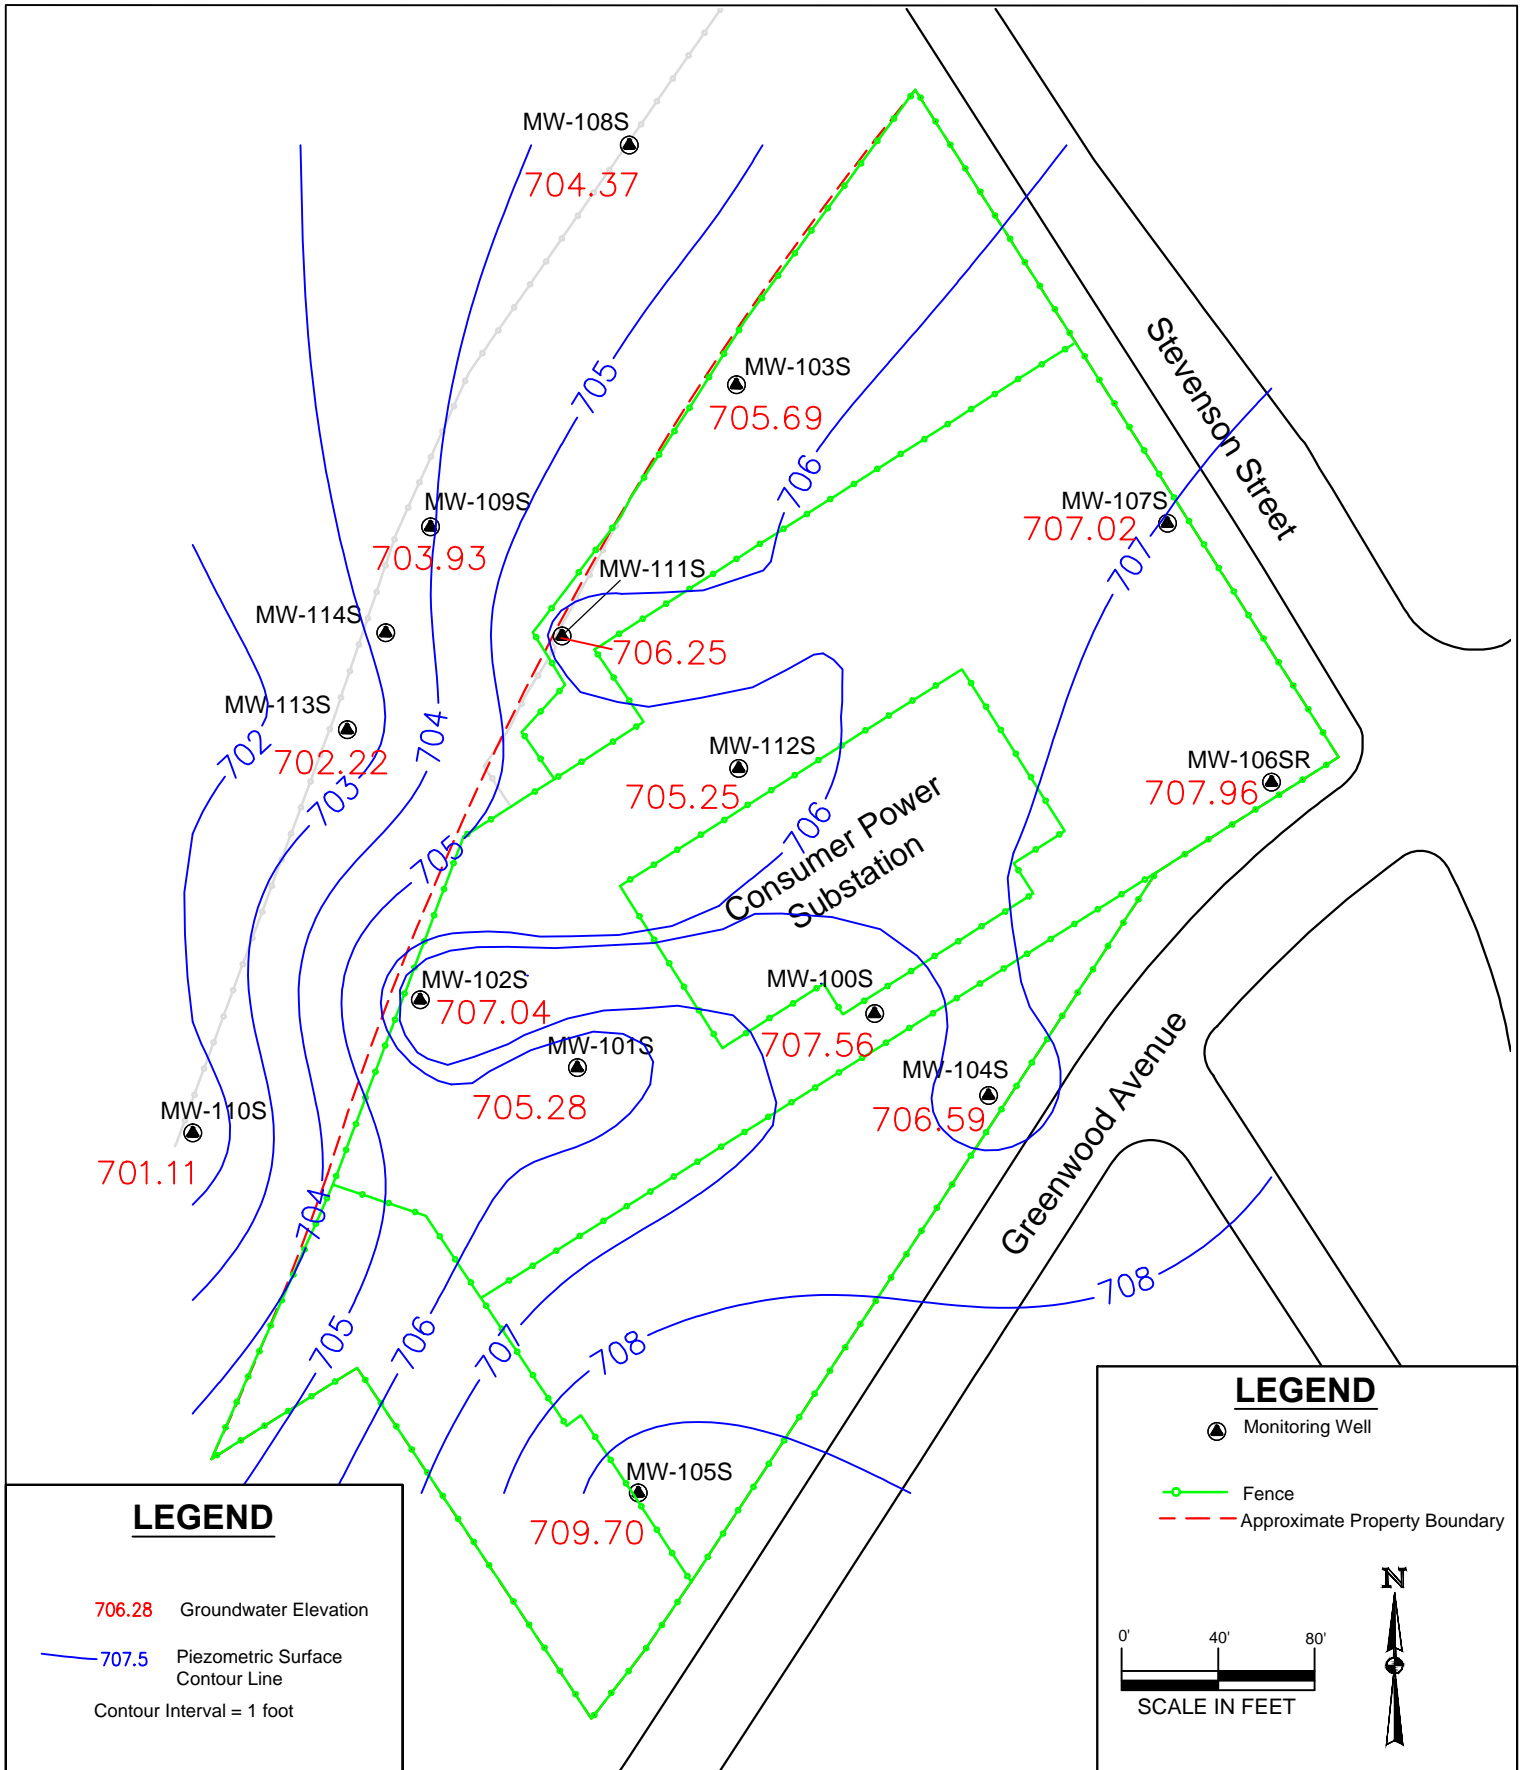 MW-108S
704.37
705
MW-103S
705.69
Stevenson Street
706
MW-109S
703.93
MW-107S
707.02
707
MW-111S
706.25
MW-114S
MW-113S
702.22
702
703
704
MW-112S
705.25
706
MW-106SR
707.96
Consumer Power
Substation
705
MW-102S
707.04
MW-100S
707.56
MW-101S
705.28
MW-104S
706.59
MW-110S
701.11
704
Greenwood Avenue
708
705
706
707
708
MW-105S
709.70
LEGEND
706.28 Groundwater Elevation
707.5 Piezometric Surface
Contour Line
Contour Interval = 1 foot
LEGEND
Monitoring Well
Fence
Approximate Property Boundary
N
0' 40' 80'
SCALE IN FEET